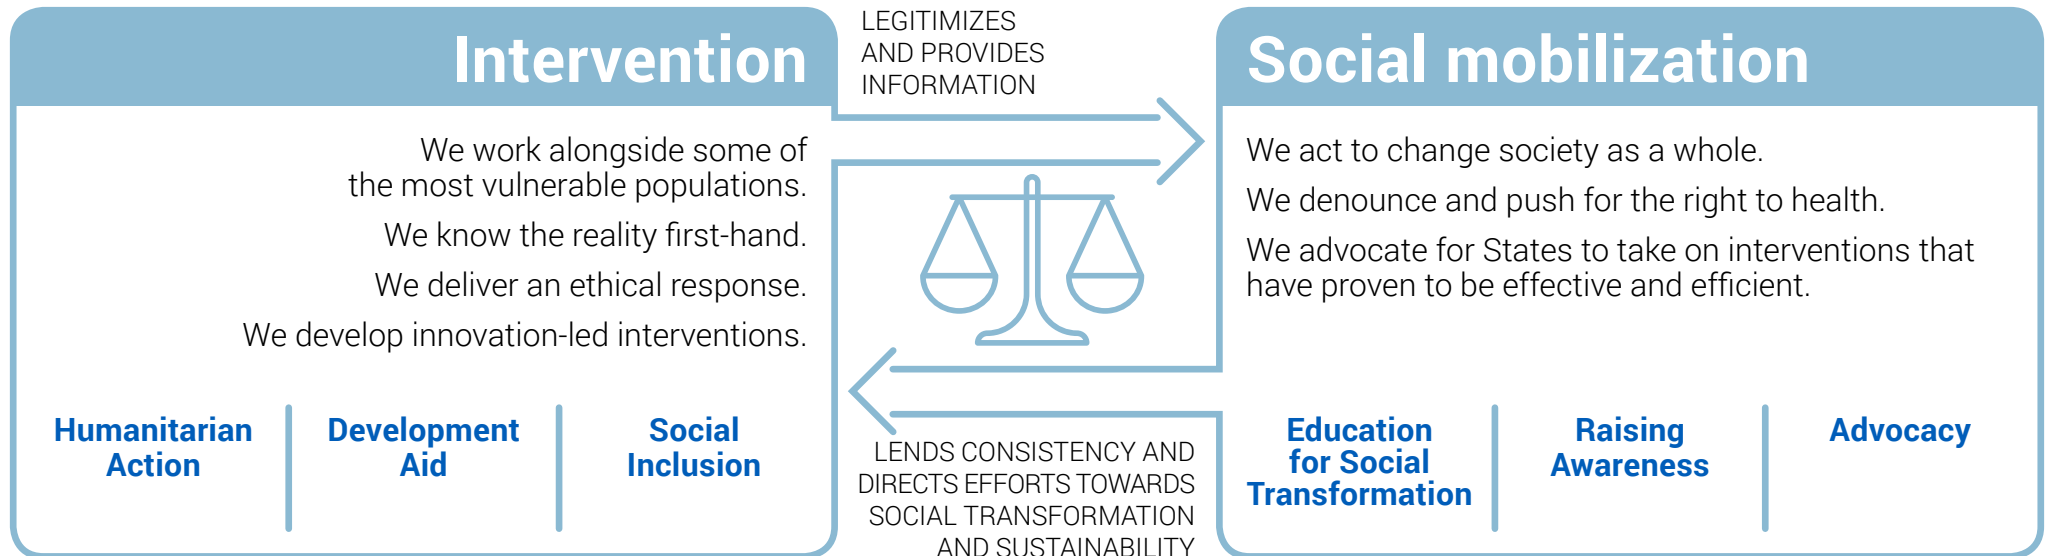 Intervention
We work alongside some of
the most vulnerable populations.
We know the reality first-hand.
We deliver an ethical response.
We develop innovation-led interventions.
Humanitarian
Action
Development
Aid
Social
Inclusion
LEGITIMIZES
AND PROVIDES
INFORMATION
LENDS CONSISTENCY AND
DIRECTS EFFORTS TOWARDS
SOCIAL TRANSFORMATION
AND SUSTAINABILITY
Social mobilization
We act to change society as a whole.
We denounce and push for the right to health.
We advocate for States to take on interventions that
have proven to be effective and efficient.
Education
for Social
Transformation
Raising
Awareness
Advocacy